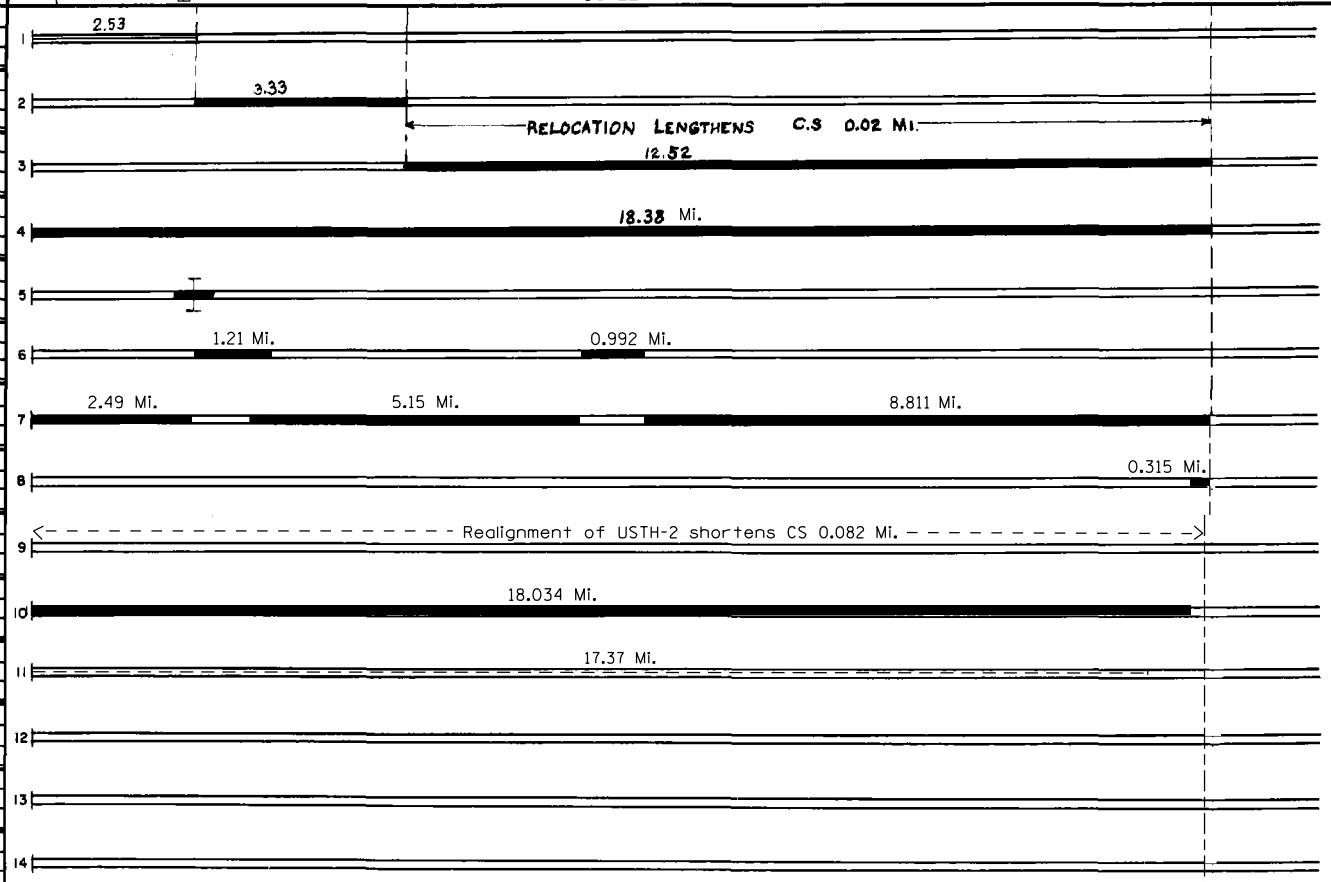 1 2.53
2 3.33
RELOCATION LENGTHENS C.S 0.02 MI.
3 12.52
4 18.38 Mi.
5
6 1.21 Mi. 0.992 Mi.
7 2.49 Mi. 5.15 Mi. 8.811 Mi.
8 0.315 Mi.
Realignment of USTH-2 shortens CS 0.082 Mi.
9
10 18.034 Mi.
11 17.37 Mi.
12
13
14